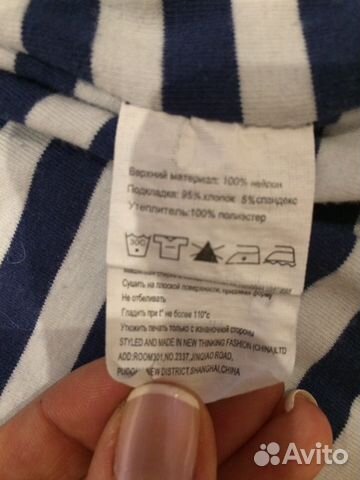 Верхний материал: 100% нейлон
Подкладка: 95% хлопок 5%спандекс
Утеплитель:100% полиэстер
300
Сушить на плоской поверхности, придавая форму
Не отбеливать
Гладить при t° не более 110°c
Утюжить печать только с изнаночной стороны
STYLED AND MADE IN NEW THINKING FASHION (CHINA)LTD
ADD:ROOM301,NO.2337,JINQIAO ROAD,
NEW DISTRICT,SHANGHAI,CHINA
Avito